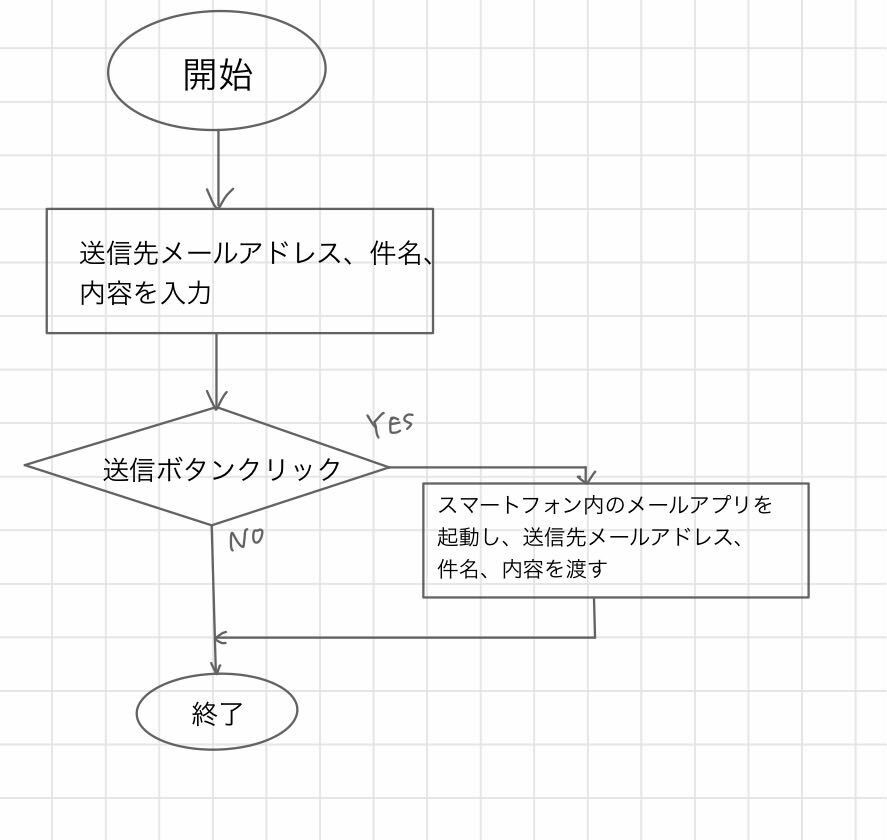 開始
送信先メールアドレス、件名、
内容を入力
YES
送信ボタンクリック
スマートフォン内のメールアプリを
起動し、送信先メールアドレス、
件名、内容を渡す
NO
終了